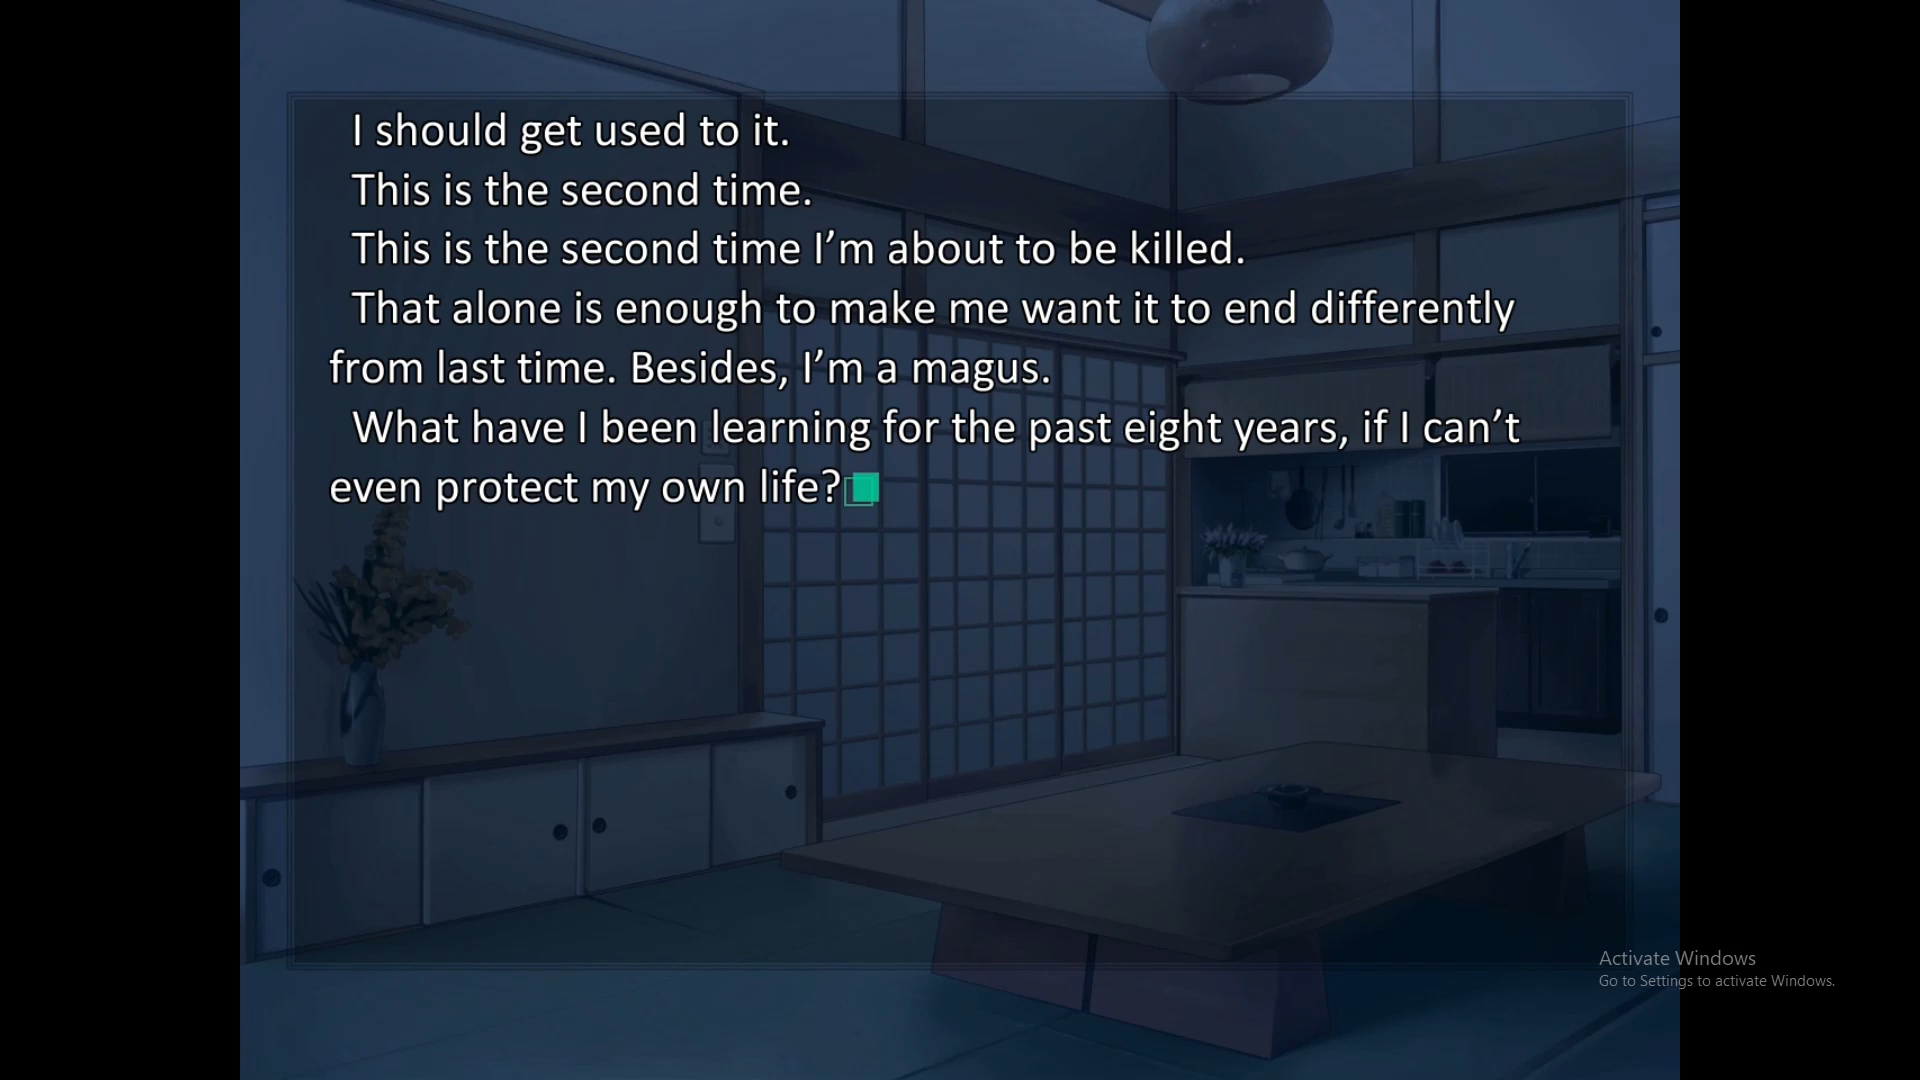 I should get used to it.
This is the second time.
This is the second time I’m about to be killed.
That alone is enough to make me want it to end differently
from last time. Besides, I’m a magus.
What have I been learning for the past eight years, if I can’t
even protect my own life?
Activate Windows
Go to Settings to activate Windows.